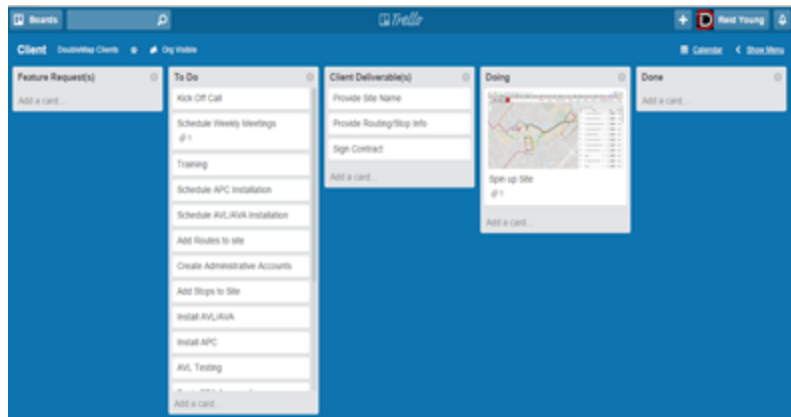 Boards
Trello
Reid Young
Client
DoubleMap Clients
Org Visible
Calendar
Show Menu
Feature Request(s)
Add a card...
To Do
Kick Off Call
Schedule Weekly Meetings
1
Training
Schedule APC Installation
Schedule AVL/AVA Installation
Add Routes to site
Create Administrative Accounts
Add Stops to Site
Install AVL/AVA
Install APC
AVL Testing
Add a card...
Client Deliverable(s)
Provide Site Name
Provide Routing/Stop Info
Sign Contract
Add a card...
Doing
Spin up Site
1
Add a card...
Done
Add a card...